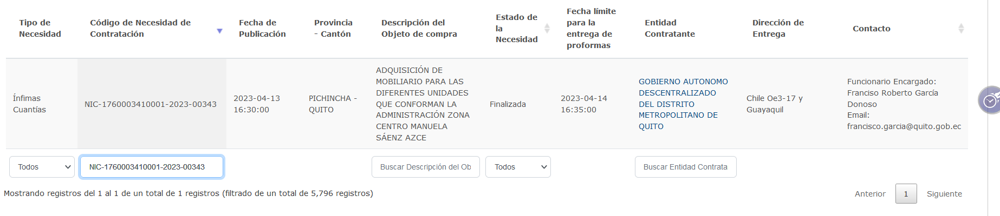 Tipo de
Necesidad
Código de Necesidad de
Contratación
Fecha de
Publicación
Provincia
- Cantón
Descripción del
Objeto de compra
Estado de
la
Necesidad
Fecha límite
para la
entrega de
proformas
Entidad
Contratante
Dirección de
Entrega
Contacto
Ínfimas
Cuantías
NIC-1760003410001-2023-00343
2023-04-13
16:30:00
PICHINCHA -
QUITO
ADQUISICIÓN DE
MOBILIARIO PARA LAS
DIFERENTES UNIDADES
QUE CONFORMAN LA
ADMINISTRACIÓN ZONA
CENTRO MANUELA
SÁENZ AZCE
Finalizada
2023-04-14
16:35:00
GOBIERNO AUTONOMO
DESCENTRALIZADO
DEL DISTRITO
METROPOLITANO DE
QUITO
Chile Oe3-17 y
Guayaquil
Funcionario Encargado:
Franciso Roberto García
Donoso
Email:
francisco.garcia@quito.gob.ec
Todos
NIC-1760003410001-2023-00343
Buscar Descripción del Ob
Todos
Buscar Entidad Contrata
Mostrando registros del 1 al 1 de un total de 1 registros (filtrado de un total de 5,796 registros)
Anterior
1
Siguiente